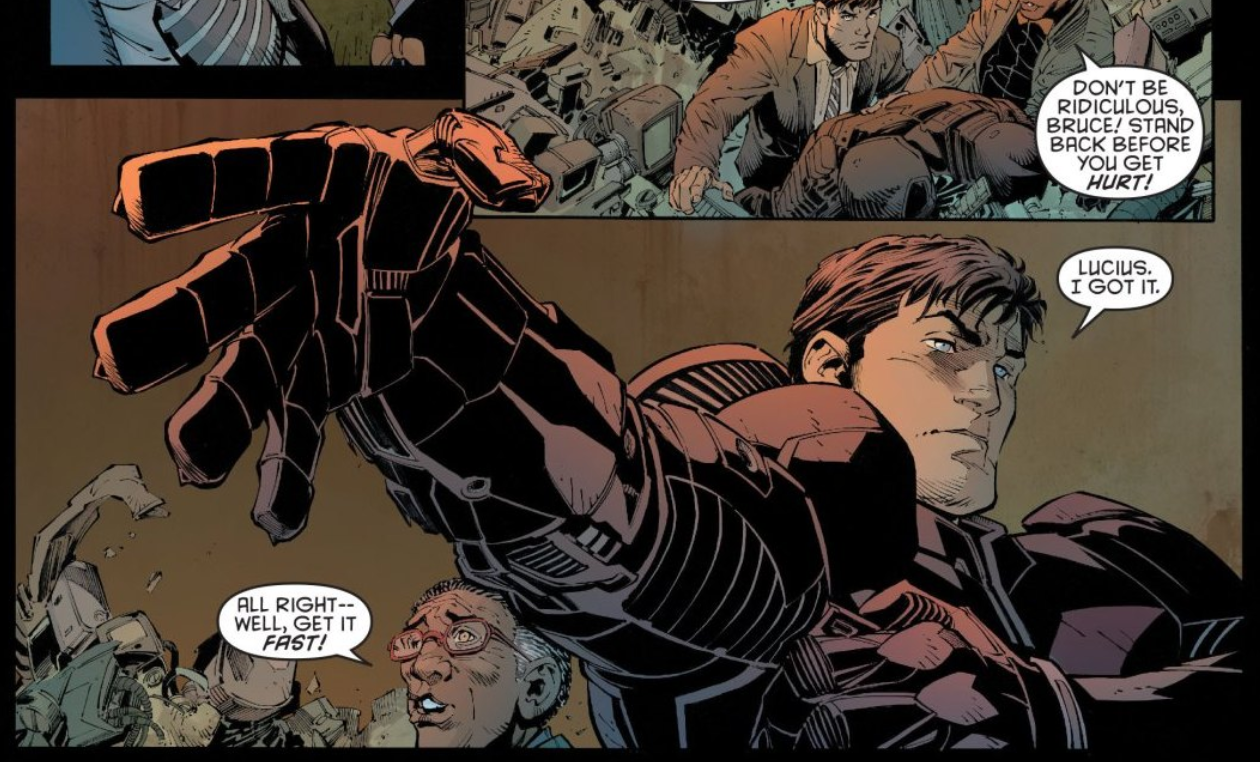 DON'T BE
RIDICULOUS,
BRUCE! STAND
BACK BEFORE
YOU GET
HURT!
LUCIUS.
I GOT IT.
ALL RIGHT--
WELL, GET IT
FAST!